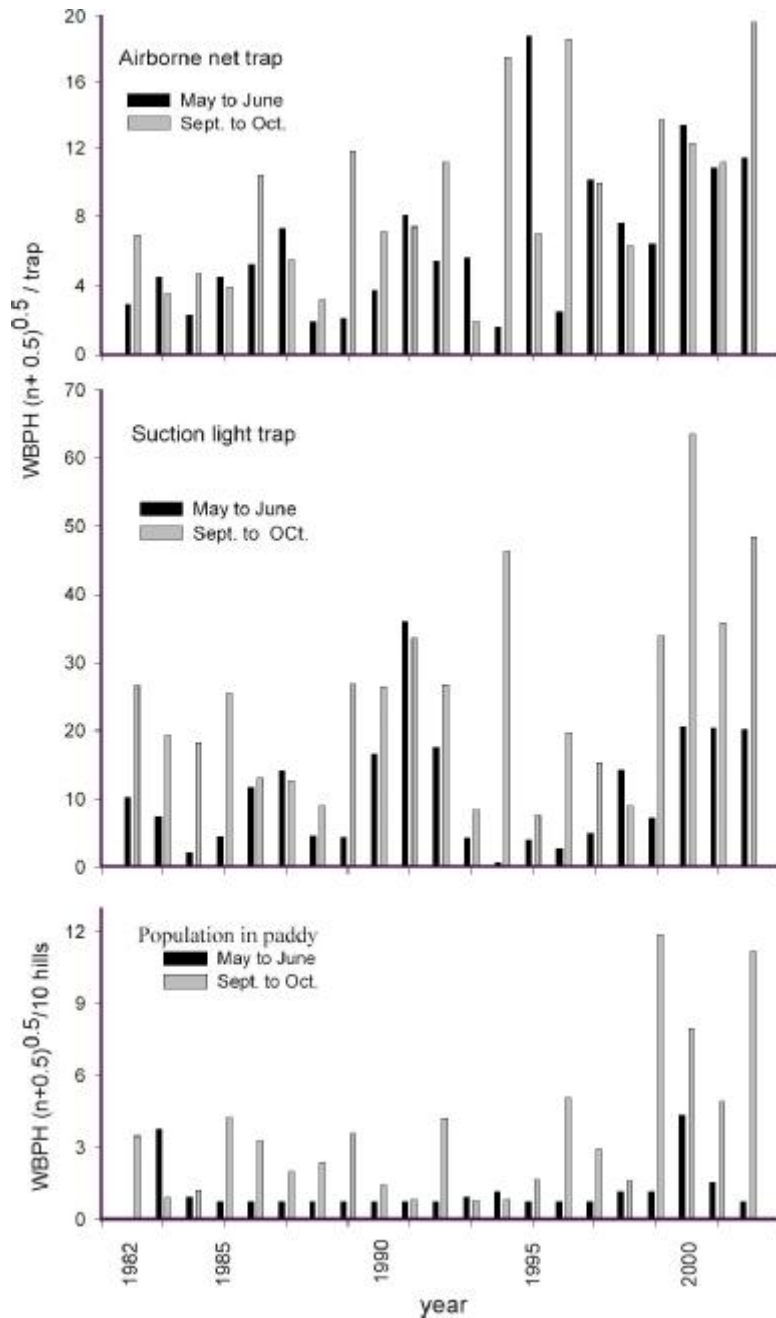 Airborne net trap
May to June
Sept. to Oct.
20
16
12
8
4
0
WBPH (n+ 0.5)0.5 / trap
Suction light trap
May to June
Sept. to OCt.
70
60
50
40
30
20
10
0
Population in paddy
May to June
Sept. to Oct.
12
9
6
3
0
WBPH (n+0.5)0.5/10 hills
1982
1985
1990
1995
2000
year